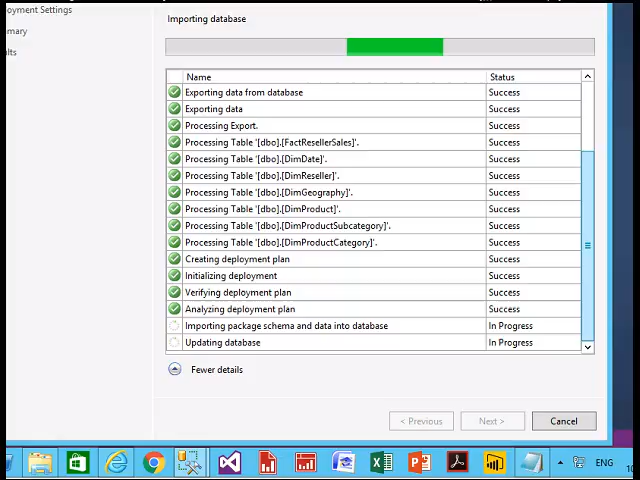 oyment Settings
Importing database
mary
ults
Name Status
Exporting data from database Success
Exporting data Success
Processing Export. Success
Processing Table '[dbo].[FactResellerSales]'. Success
Processing Table '[dbo].[DimDate]'. Success
Processing Table '[dbo].[DimReseller]'. Success
Processing Table '[dbo].[DimGeography]'. Success
Processing Table '[dbo].[DimProduct]'. Success
Processing Table '[dbo].[DimProductSubcategory]'. Success
Processing Table '[dbo].[DimProductCategory]'. Success
Creating deployment plan Success
Initializing deployment Success
Verifying deployment plan Success
Analyzing deployment plan Success
Importing package schema and data into database In Progress
Updating database In Progress
Fewer details
< Previous Next > Cancel
ENG